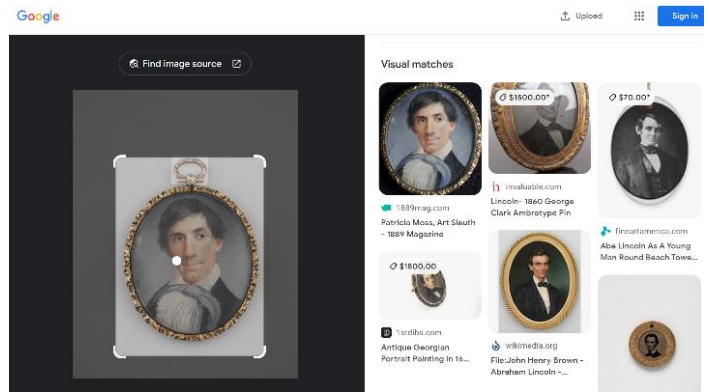 Google
Upload
Sign in
Find image source
Visual matches
1889mag.com
Patricia Moss, Art Sleuth
- 1889 Magazine
$1800.00
1stdibs.com
Antique Georgian
Portrait Painting in 16...
$1500.00*
invaluable.com
Lincoln- 1860 George
Clark Ambrotype Pin
wikimedia.org
File:John Henry Brown -
Abraham Lincoln -...
$70.00*
fineartamerica.com
Abe Lincoln As A Young
Man Round Beach Towe...